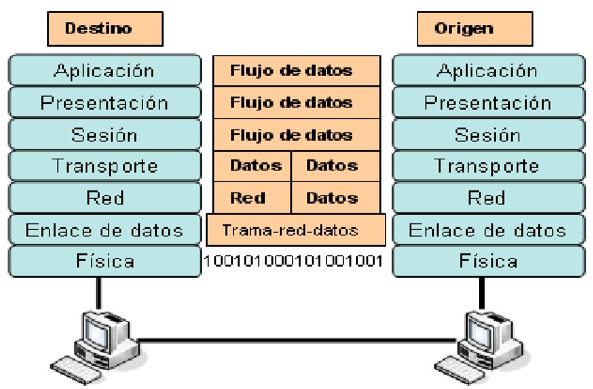 Destino Origen
Aplicación Flujo de datos Aplicación
Presentación Flujo de datos Presentación
Sesión Flujo de datos Sesión
Transporte Datos Datos Transporte
Red Red Datos Red
Enlace de datos Trama-red-datos Enlace de datos
Física 100101000101001001 Física